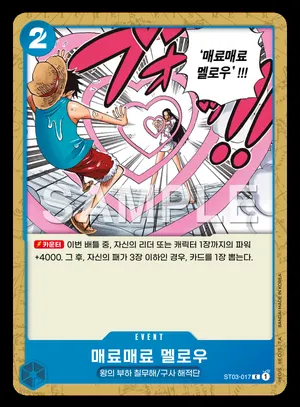 2
'매료매료
멜로우' !!!
SAMPLE
카운터 이번 배틀 중, 자신의 리더 또는 캐릭터 1장까지의 파워
+4000. 그 후, 자신의 패가 3장 이하인 경우, 카드를 1장 뽑는다.
EVENT
매료매료 멜로우
왕의 부하 칠무해/구사 해적단
ST03-017 C 1